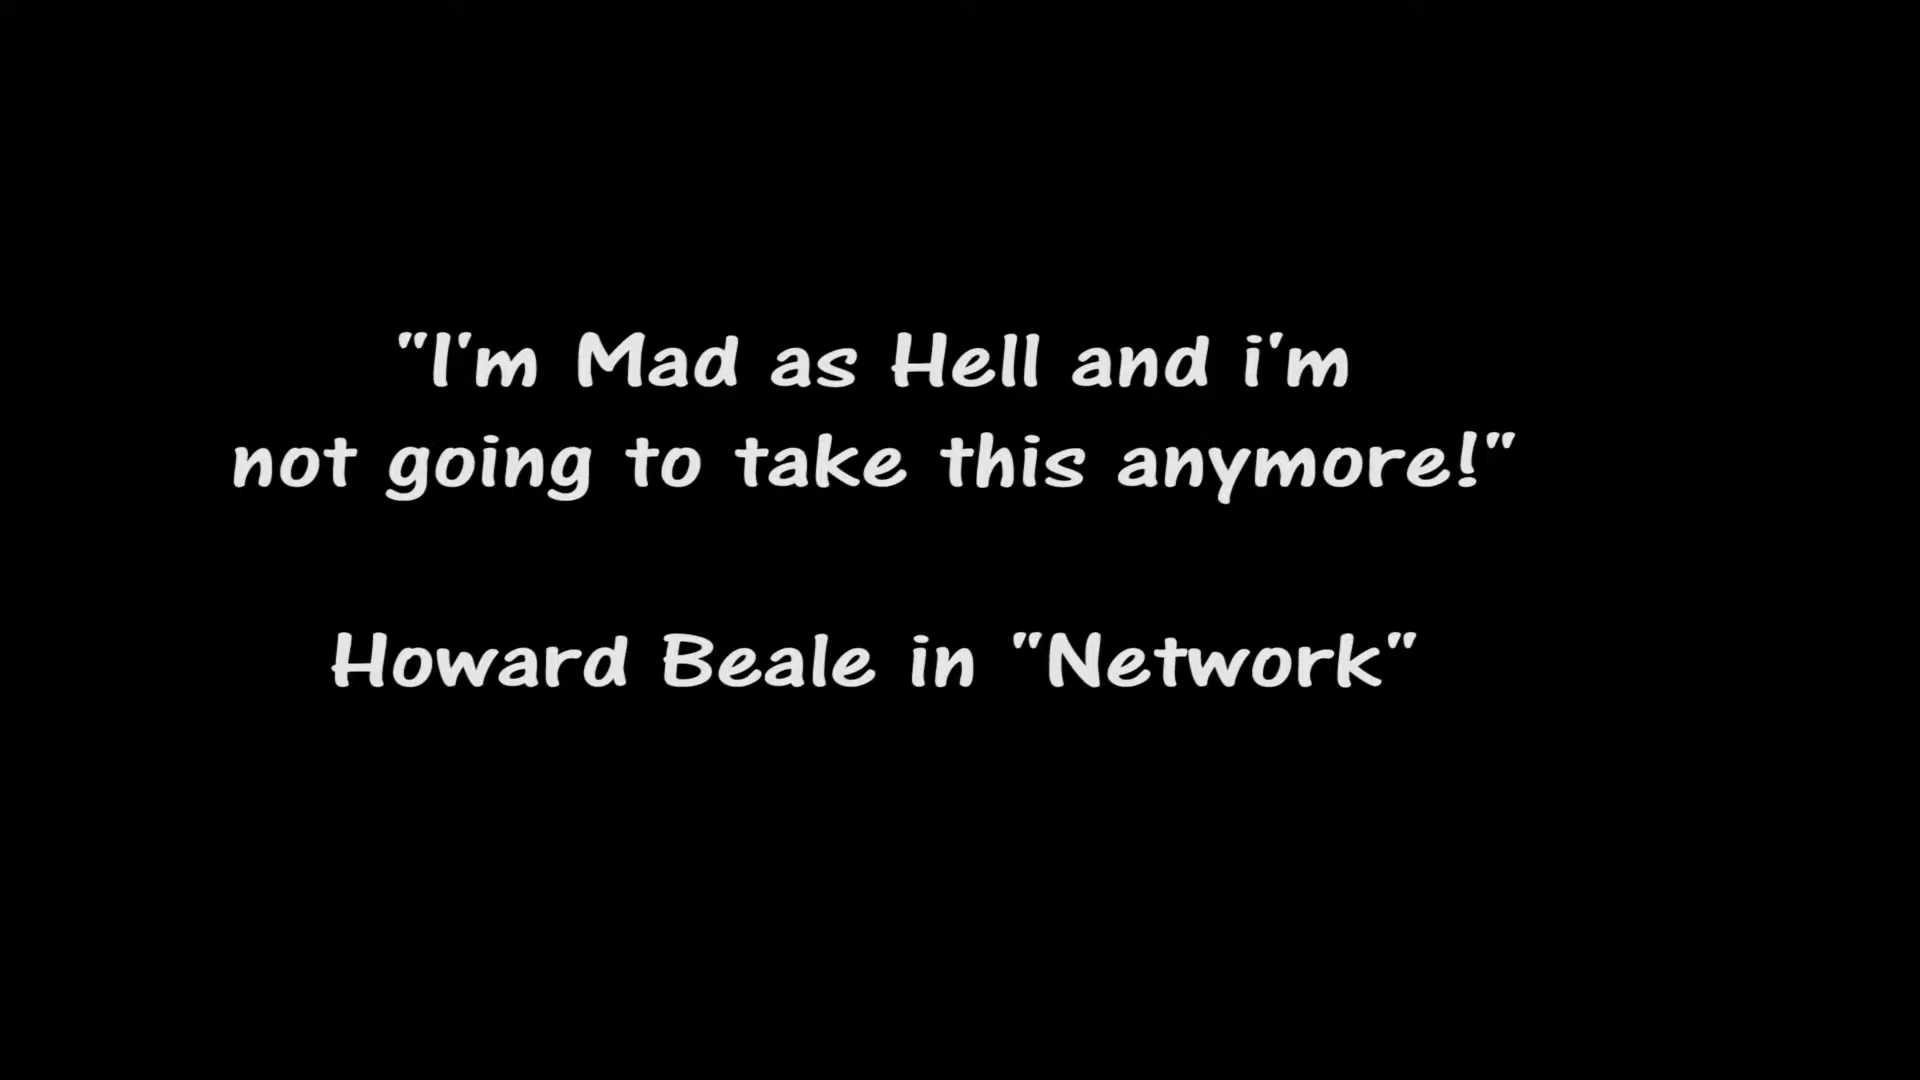 "I'm Mad as Hell and i'm
not going to take this anymore!"
Howard Beale in "Network"